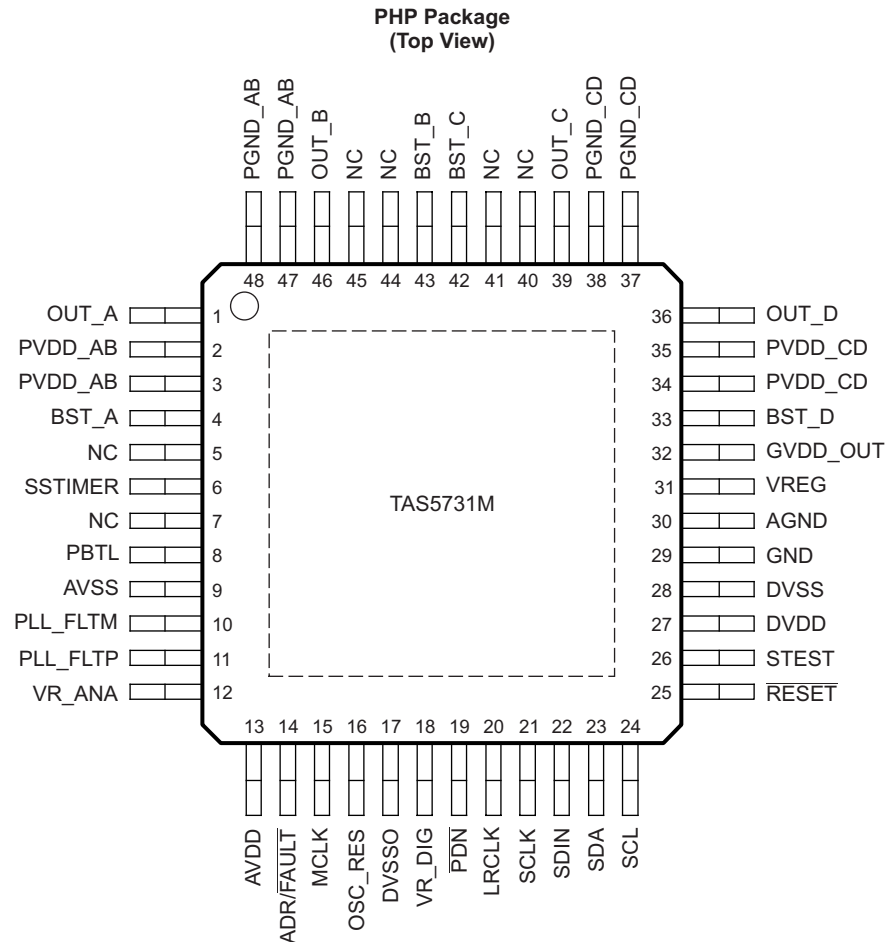 PHP Package
(Top View)
PGND_AB
PGND_AB
OUT_B
NC
NC
BST_B
BST_C
NC
NC
OUT_C
PGND_CD
PGND_CD
48 47 46 45 44 43 42 41 40 39 38 37
OUT_A 1
PVDD_AB 2
PVDD_AB 3
BST_A 4
NC 5
SSTIMER 6
NC 7
PBTL 8
AVSS 9
PLL_FLTM 10
PLL_FLTP 11
VR_ANA 12
TAS5731M
36 OUT_D
35 PVDD_CD
34 PVDD_CD
33 BST_D
32 GVDD_OUT
31 VREG
30 AGND
29 GND
28 DVSS
27 DVDD
26 STEST
25 RESET
13 14 15 16 17 18 19 20 21 22 23 24
AVDD
ADR/FAULT
MCLK
OSC_RES
DVSSO
VR_DIG
PDN
LRCLK
SCLK
SDIN
SDA
SCL